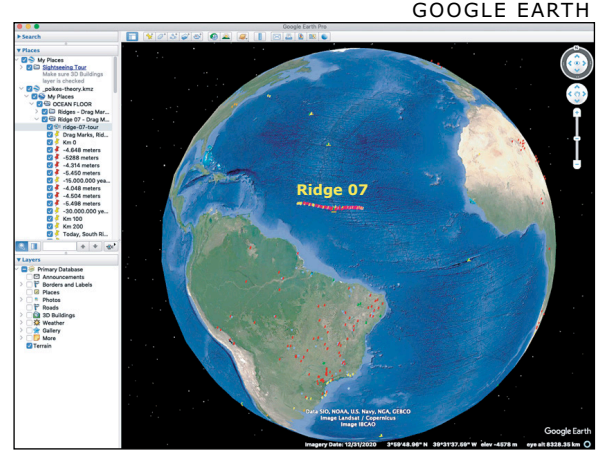 GOOGLE EARTH
Google Earth Pro
Search
Places
My Places
Sightseeing Tour
Make sure 3D Buildings
layer is checked
_poikes-theory.kmz
My Places
OCEAN FLOOR
Ridges - Drag Mar...
Ridge 07 - Drag M...
ridge-07-tour
Drag Marks, Rid...
Km 0
-4.648 meters
-5288 meters
-4.314 meters
-5.450 meters
-15.000.000 yea...
-4.048 meters
-4.504 meters
-5.498 meters
-30.000.000 ye...
Km 100
Km 200
Today, South Ri...
Layers
Primary Database
Announcements
Borders and Labels
Places
Photos
Roads
3D Buildings
Weather
Gallery
More
Terrain
N
Ridge 07
Data SIO, NOAA, U.S. Navy, NGA, GEBCO
Image Landsat / Copernicus
Image IBCAO
Google Earth
Imagery Date: 12/31/2020 3°59'48.96" N 39°31'37.69" W elev -4578 m eye alt 8328.35 km